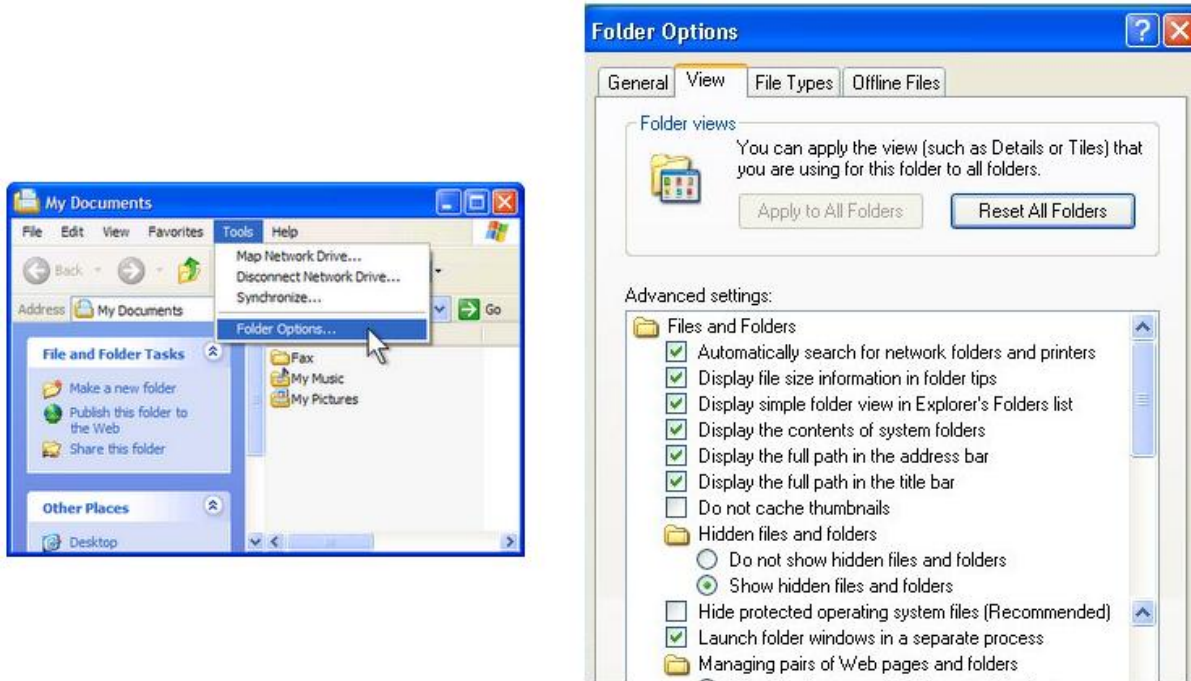 My Documents
File Edit View Favorites Tools Help
Back
Map Network Drive...
Disconnect Network Drive...
Synchronize...
Folder Options...
Address My Documents Go
File and Folder Tasks
Make a new folder
Publish this folder to
the Web
Share this folder
Other Places
Desktop
Fax
My Music
My Pictures
Folder Options
General View File Types Offline Files
Folder views
You can apply the view (such as Details or Tiles) that
you are using for this folder to all folders.
Apply to All Folders Reset All Folders
Advanced settings:
Files and Folders
Automatically search for network folders and printers
Display file size information in folder tips
Display simple folder view in Explorer's Folders list
Display the contents of system folders
Display the full path in the address bar
Display the full path in the title bar
Do not cache thumbnails
Hidden files and folders
Do not show hidden files and folders
Show hidden files and folders
Hide protected operating system files (Recommended)
Launch folder windows in a separate process
Managing pairs of Web pages and folders